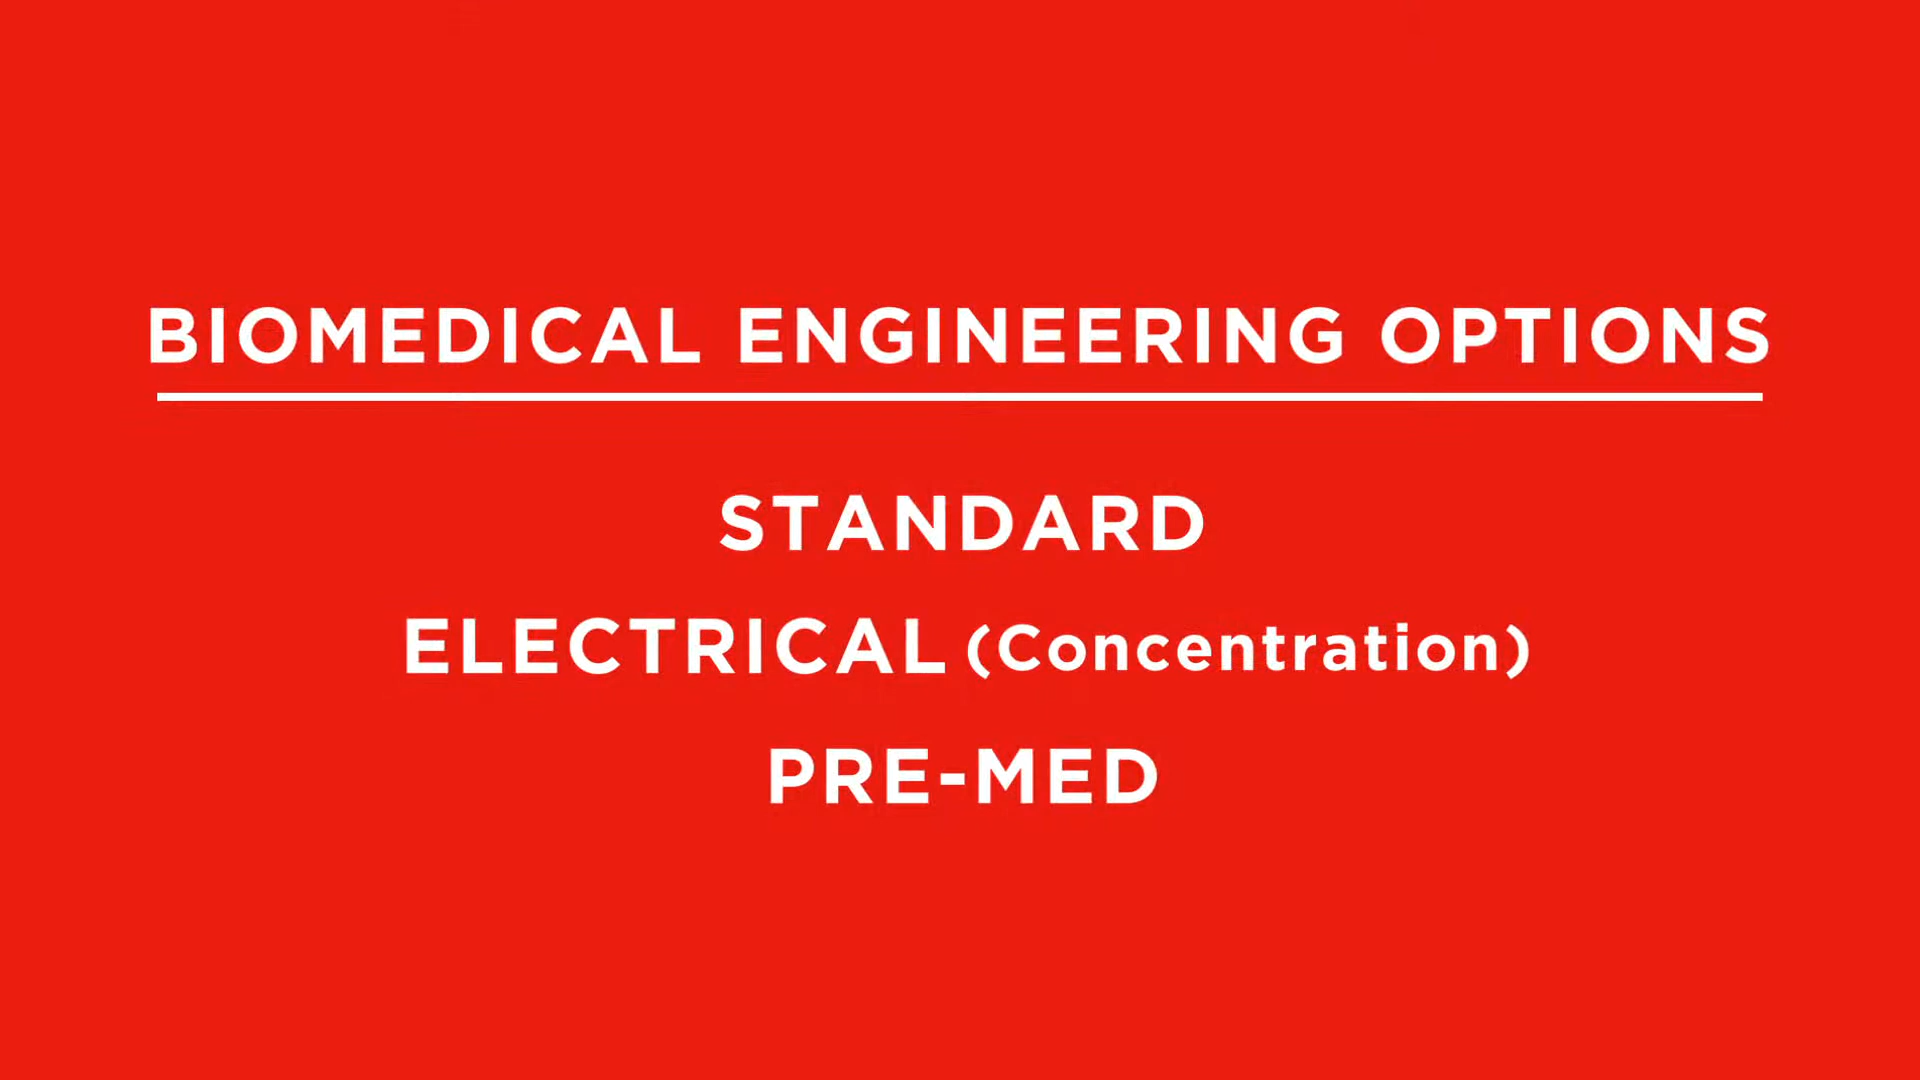 BIOMEDICAL ENGINEERING OPTIONS
STANDARD
ELECTRICAL (Concentration)
PRE-MED